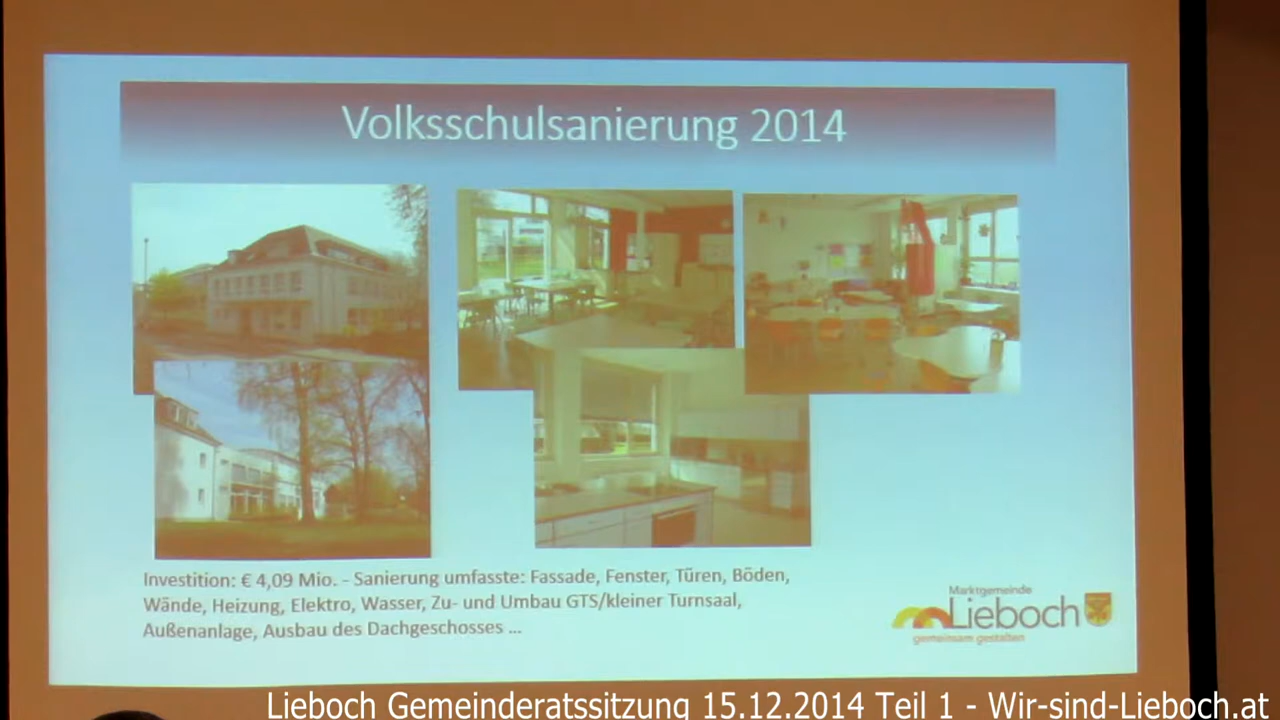 Volksschulsanierung 2014
Investition: € 4,09 Mio. - Sanierung umfasste: Fassade, Fenster, Türen, Böden,
Wände, Heizung, Elektro, Wasser, Zu- und Umbau GTS/kleiner Turnsaal,
Außenanlage, Ausbau des Dachgeschosses ...
Marktgemeinde
Lieboch
gemeinsam gestalten
Lieboch Gemeinderatssitzung 15.12.2014 Teil 1 - Wir-sind-Lieboch.at